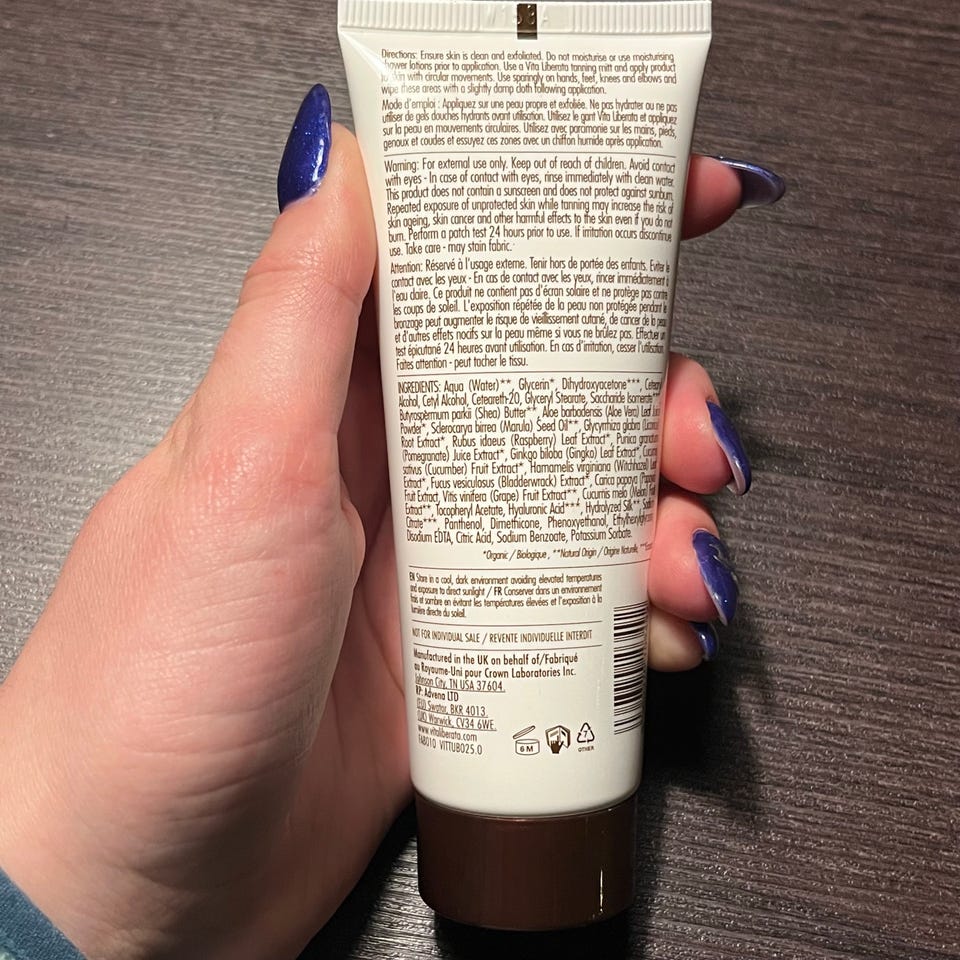 Directions: Ensure skin is clean and exfoliated. Do not moisturise or use moisturising
shower lotions prior to application. Use a Vita Liberata tanning mitt and apply product
to skin with circular movements. Use sparingly on hands, feet, knees and elbows and
wipe these areas with a slightly damp cloth following application.
Mode d'emploi : Appliquez sur une peau propre et exfoliée. Ne pas hydrater ou ne pas
utiliser de gels douches hydrants avant utilisation. Utilisez le gant Vita Liberata et appliquez
sur la peau en mouvements circulaires. Utilisez avec paramonie sur les mains, pieds,
genoux et coudes et essuyez ces zones avec un chiffon humide après application.
Warning: For external use only. Keep out of reach of children. Avoid contact
with eyes - In case of contact with eyes, rinse immediately with clean water.
This product does not contain a sunscreen and does not protect against sunburn.
Repeated exposure of unprotected skin while tanning may increase the risk of
skin ageing, skin cancer and other harmful effects to the skin even if you do not
burn. Perform a patch test 24 hours prior to use. If irritation occurs discontinue
use. Take care - may stain fabric.
Attention: Réservé à l'usage externe. Tenir hors de portée des enfants. Eviter le
contact avec les yeux - En cas de contact avec les yeux, rincer immédiatement à
l'eau claire. Ce produit ne contient pas d'écran solaire et ne protège pas contre
les coups de soleil. L'exposition répétée de la peau non protégée pendant le
bronzage peut augmenter le risque de vieillissement cutané, de cancer de la peau
et d'autres effets nocifs sur la peau même si vous ne brûlez pas. Effectuer un
test épicutané 24 heures avant utilisation. En cas d'irritation, cesser l'utilisation.
Faites attention - peut tacher le tissu.
INGREDIENTS: Aqua (Water)**, Glycerin*, Dihydroxyacetone***, Cetearyl
Alcohol, Cetyl Alcohol, Ceteareth-20, Glyceryl Stearate, Saccharide Isomerate**
Butyrospermum parkii (Shea) Butter**, Aloe barbadensis (Aloe Vera) Leaf Juice
Powder*, Sclerocarya birrea (Marula) Seed Oil**, Glycyrrhiza glabra
Root Extract*, Rubus idaeus (Raspberry) Leaf Extract*, Punica granatum
(Pomegranate) Juice Extract*, Ginkgo biloba (Gingko) Leaf Extract*,
sativus (Cucumber) Fruit Extract*, Hamamelis virginiana (Witchhazel) Leaf
Extract*, Fucus vesiculosus (Bladderwrack) Extract*, Carica papaya (Papaya)
Fruit Extract, Vitis vinifera (Grape) Fruit Extract**, Cucumis melo (Melon) Fruit
Extract**, Tocopheryl Acetate, Hyaluronic Acid***, Hydrolyzed Silk**, Sodium
Citrate***, Panthenol, Dimethicone, Phenoxyethanol, Ethylhexylglycerin
Disodium EDTA, Citric Acid, Sodium Benzoate, Potassium Sorbate.
*Organic / Biologique, **Natural Origin / Origine Naturelle,
EN Store in a cool, dark environment avoiding elevated temperatures
and exposure to direct sunlight / FR Conserver dans un environnement
frais et sombre en évitant les températures élevées et l'exposition à la
lumière directe du soleil.
NOT FOR INDIVIDUAL SALE / REVENTE INDIVIDUELLE INTERDIT
Manufactured in the UK on behalf of/Fabriqué
au Royaume-Uni pour Crown Laboratories Inc.
Johnson City, TN USA 37604.
RP: Advena LTD
(EU) Swatar, BKR 4013.
(UK) Warwick, CV34 6WE.
www.vitaliberata.com
FAB010 VITTUB025.0
6 M
7
OTHER